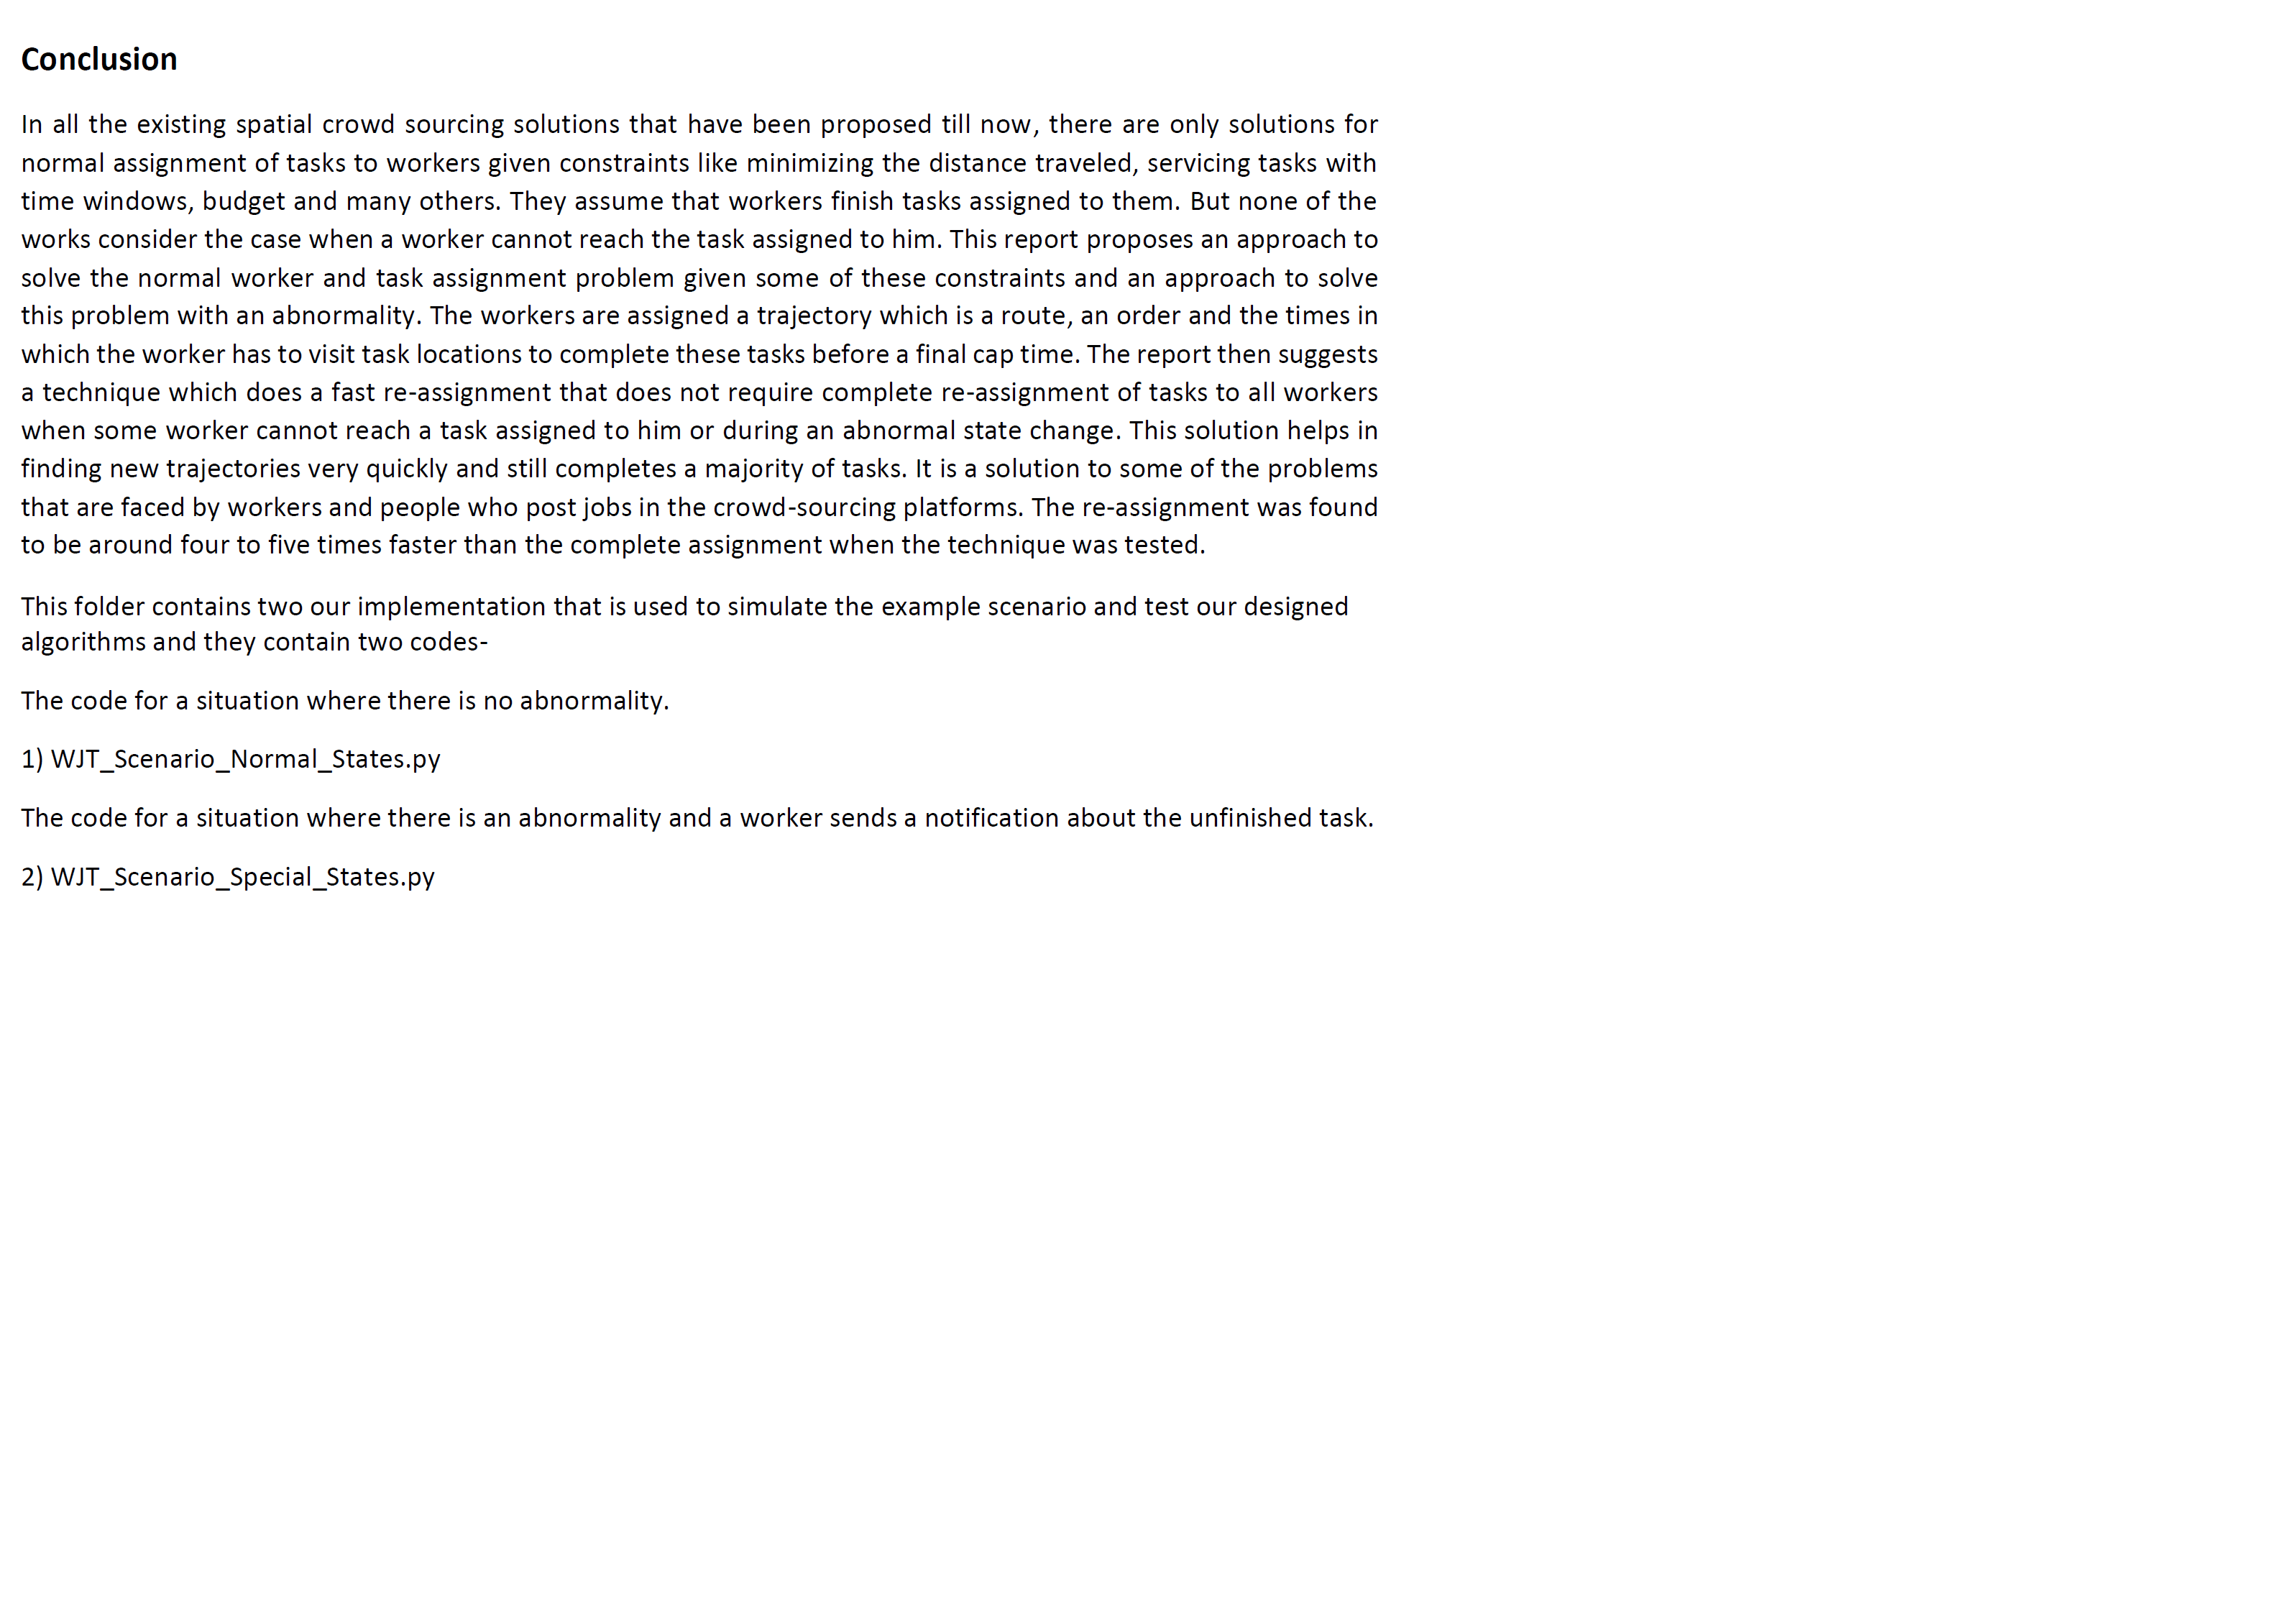 Conclusion
In all the existing spatial crowd sourcing solutions that have been proposed till now, there are only solutions for
normal assignment of tasks to workers given constraints like minimizing the distance traveled, servicing tasks with
time windows, budget and many others. They assume that workers finish tasks assigned to them. But none of the
works consider the case when a worker cannot reach the task assigned to him. This report proposes an approach to
solve the normal worker and task assignment problem given some of these constraints and an approach to solve
this problem with an abnormality. The workers are assigned a trajectory which is a route, an order and the times in
which the worker has to visit task locations to complete these tasks before a final cap time. The report then suggests
a technique which does a fast re-assignment that does not require complete re-assignment of tasks to all workers
when some worker cannot reach a task assigned to him or during an abnormal state change. This solution helps in
finding new trajectories very quickly and still completes a majority of tasks. It is a solution to some of the problems
that are faced by workers and people who post jobs in the crowd-sourcing platforms. The re-assignment was found
to be around four to five times faster than the complete assignment when the technique was tested.
This folder contains two our implementation that is used to simulate the example scenario and test our designed
algorithms and they contain two codes-
The code for a situation where there is no abnormality.
1) WJT_Scenario_Normal_States.py
The code for a situation where there is an abnormality and a worker sends a notification about the unfinished task.
2) WJT_Scenario_Special_States.py